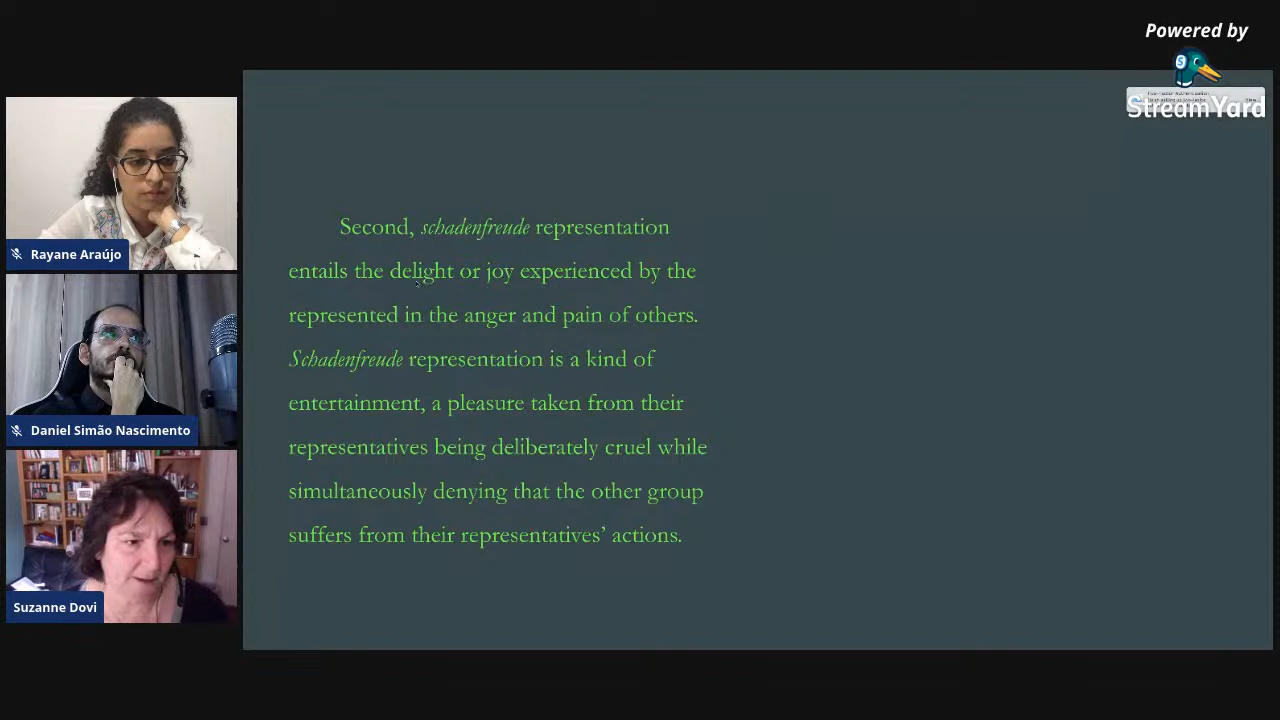 Powered by
StreamYard
Rayane Araújo
Daniel Simão Nascimento
Suzanne Dovi
Second, schadenfreude representation
entails the delight or joy experienced by the
represented in the anger and pain of others.
Schadenfreude representation is a kind of
entertainment, a pleasure taken from their
representatives being deliberately cruel while
simultaneously denying that the other group
suffers from their representatives’ actions.